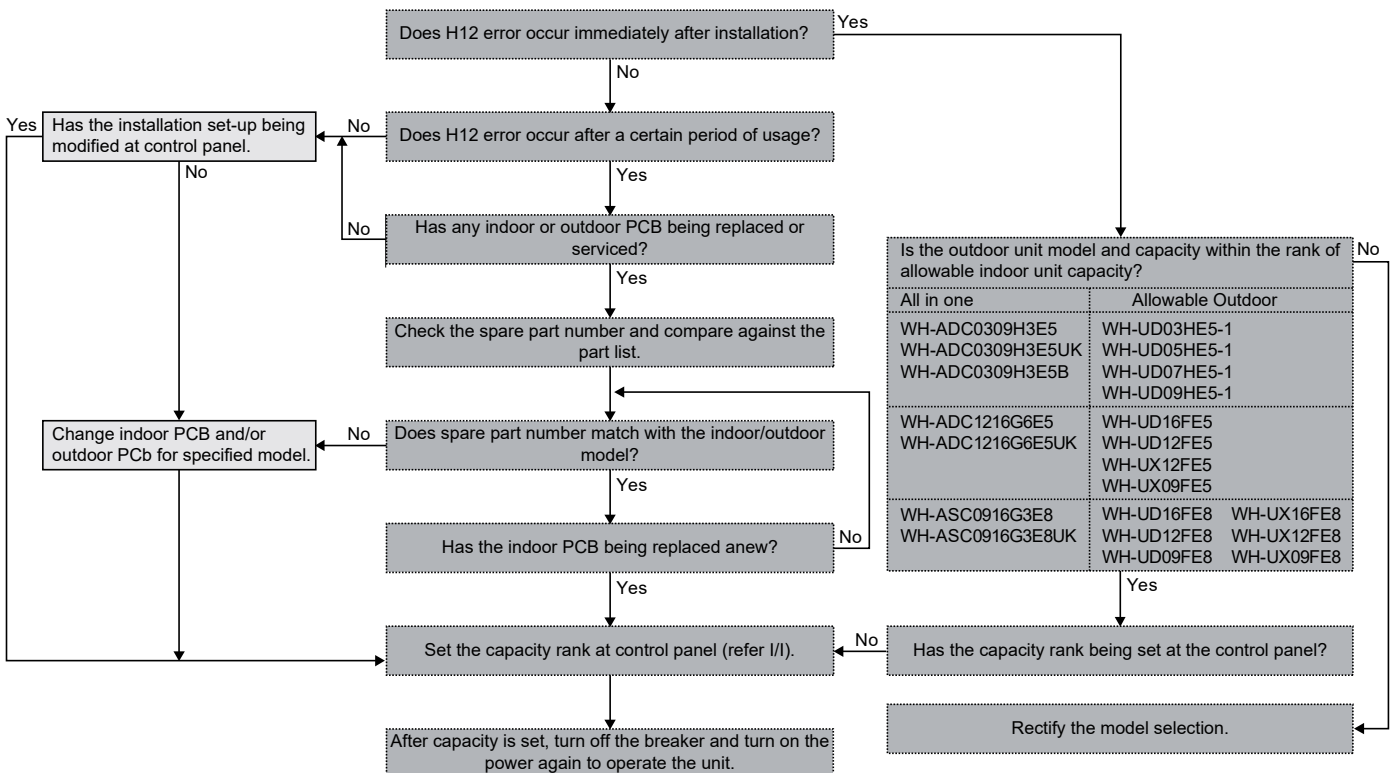 Does H12 error occur immediately after installation?
Yes
No
Does H12 error occur after a certain period of usage?
No
Has the installation set-up being
modified at control panel.
Yes
No
Yes
Has any indoor or outdoor PCB being replaced or
serviced?
No
Yes
Check the spare part number and compare against the
part list.
Does spare part number match with the indoor/outdoor
model?
No
Change indoor PCB and/or
outdoor PCb for specified model.
Yes
Has the indoor PCB being replaced anew?
No
Yes
Set the capacity rank at control panel (refer I/I).
After capacity is set, turn off the breaker and turn on the
power again to operate the unit.
Is the outdoor unit model and capacity within the rank of
allowable indoor unit capacity?
No
All in one Allowable Outdoor
WH-ADC0309H3E5 WH-UD03HE5-1
WH-ADC0309H3E5UK WH-UD05HE5-1
WH-ADC0309H3E5B WH-UD07HE5-1
WH-UD09HE5-1
WH-ADC1216G6E5 WH-UD16FE5
WH-ADC1216G6E5UK WH-UD12FE5
WH-UX12FE5
WH-UX09FE5
WH-ASC0916G3E8 WH-UD16FE8 WH-UX16FE8
WH-ASC0916G3E8UK WH-UD12FE8 WH-UX12FE8
WH-UD09FE8 WH-UX09FE8
Yes
Has the capacity rank being set at the control panel?
No
Rectify the model selection.